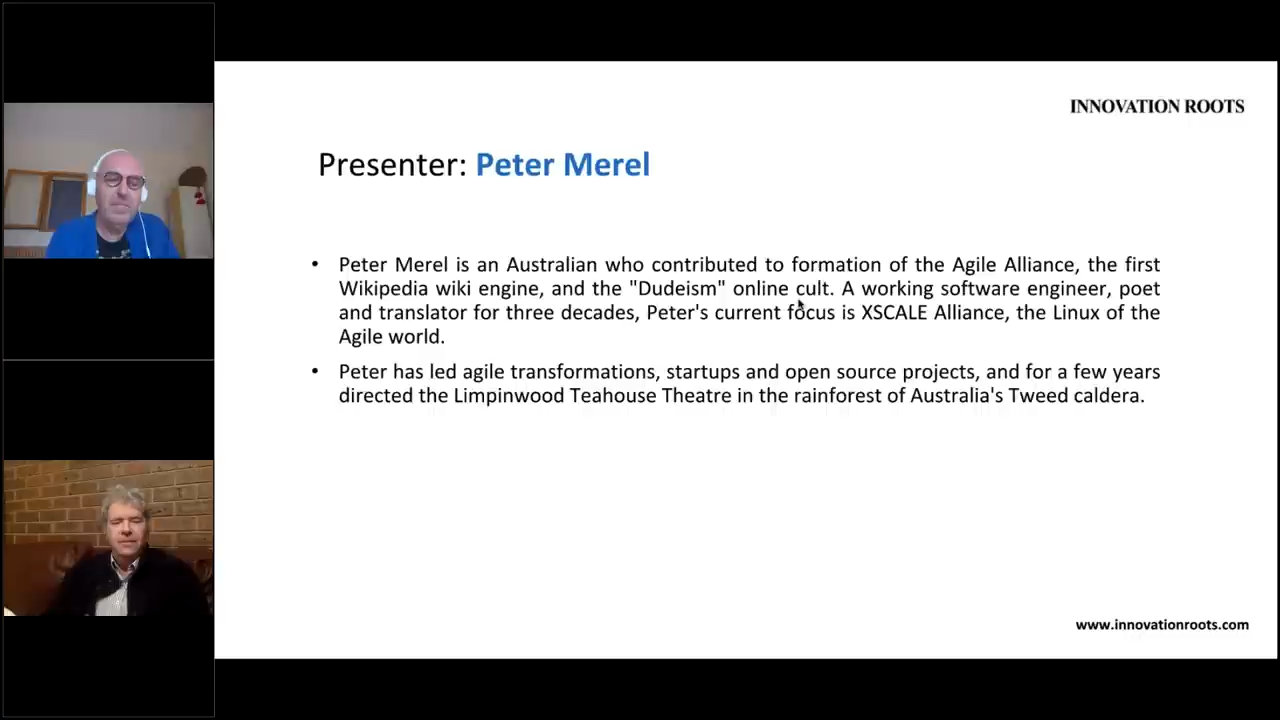 INNOVATION ROOTS
Presenter: Peter Merel
• Peter Merel is an Australian who contributed to formation of the Agile Alliance, the first
Wikipedia wiki engine, and the "Dudeism" online cult. A working software engineer, poet
and translator for three decades, Peter's current focus is XSCALE Alliance, the Linux of the
Agile world.
• Peter has led agile transformations, startups and open source projects, and for a few years
directed the Limpinwood Teahouse Theatre in the rainforest of Australia's Tweed caldera.
www.innovationroots.com